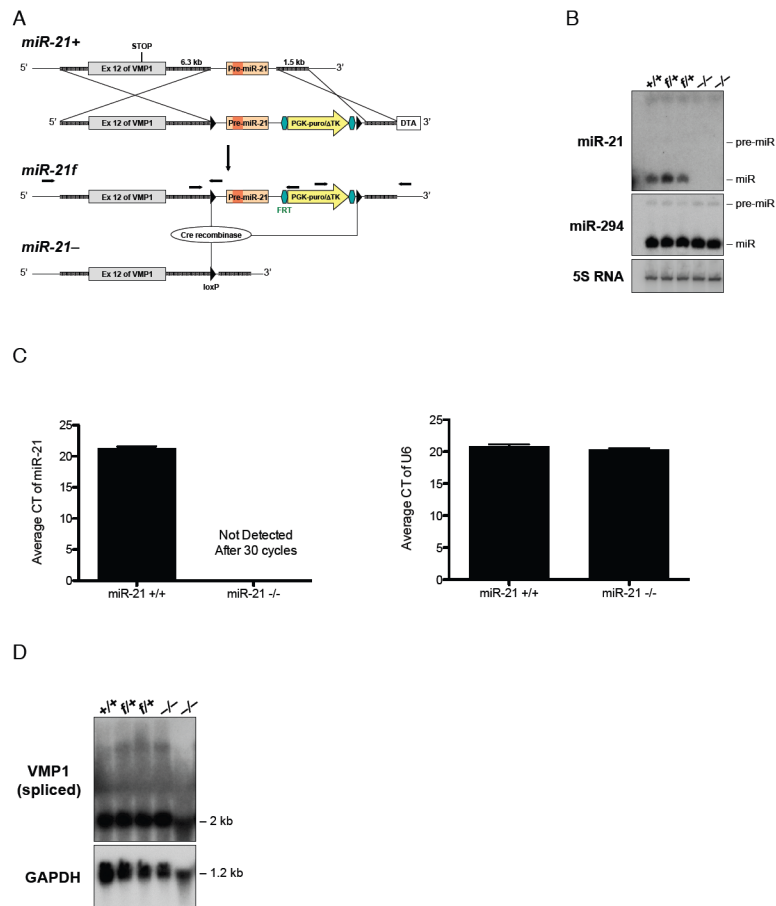 A
miR-21+
STOP
5'
Ex 12 of VMP1
6.3 kb
Pre-miR-21
1.5 kb
3'
5'
Ex 12 of VMP1
Pre-miR-21
PGK-puro/ΔTK
DTA
3'
miR-21f
5'
Ex 12 of VMP1
Pre-miR-21
PGK-puro/ΔTK
3'
FRT
Cre recombinase
miR-21–
5'
Ex 12 of VMP1
3'
loxP
B
+/+ f/+ f/+ –/– –/–
miR-21
– pre-miR
– miR
miR-294
– pre-miR
– miR
5S RNA
C
Average CT of miR-21
25
20
15
10
5
0
Not Detected
After 30 cycles
miR-21 +/+
miR-21 -/-
Average CT of U6
25
20
15
10
5
0
miR-21 +/+
miR-21 -/-
D
+/+ f/+ f/+ –/– –/–
VMP1
(spliced)
– 2 kb
GAPDH
– 1.2 kb